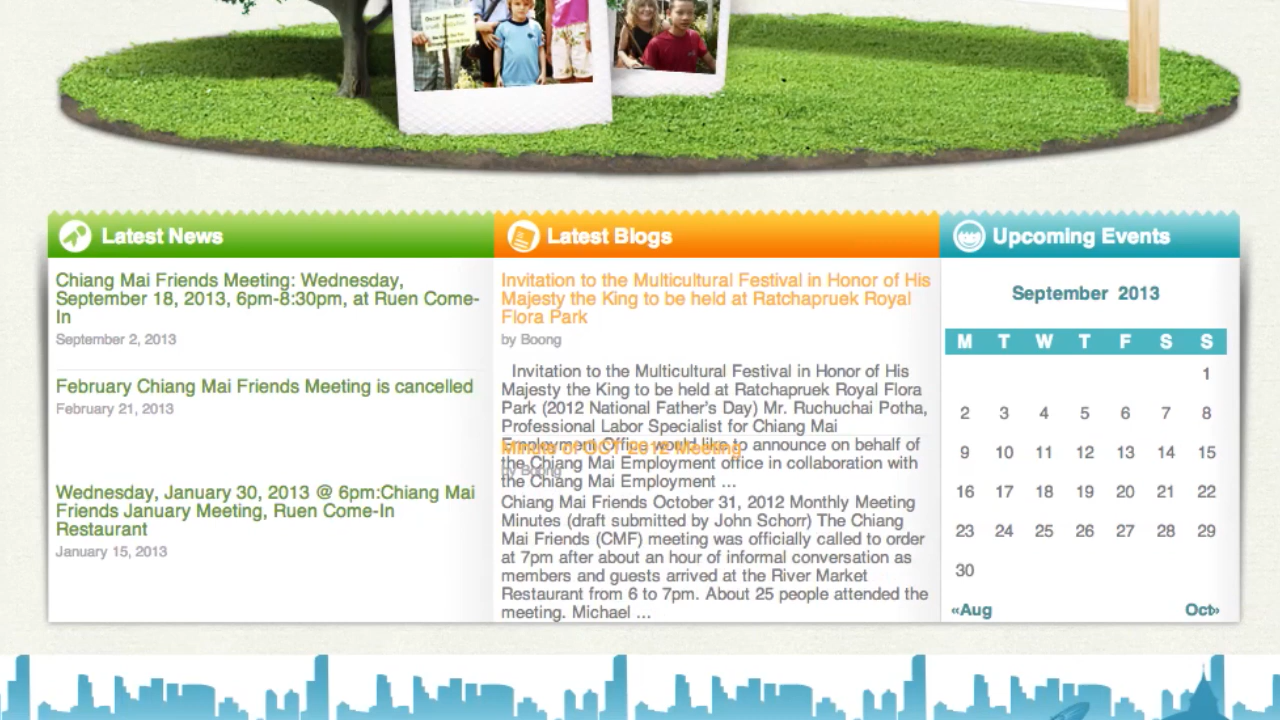 Latest News
Chiang Mai Friends Meeting: Wednesday,
September 18, 2013, 6pm-8:30pm, at Ruen Come-
In
September 2, 2013
February Chiang Mai Friends Meeting is cancelled
February 21, 2013
Wednesday, January 30, 2013 @ 6pm:Chiang Mai
Friends January Meeting, Ruen Come-In
Restaurant
January 15, 2013
Latest Blogs
Invitation to the Multicultural Festival in Honor of His
Majesty the King to be held at Ratchapruek Royal
Flora Park
by Boong
Invitation to the Multicultural Festival in Honor of His
Majesty the King to be held at Ratchapruek Royal Flora
Park (2012 National Father's Day) Mr. Ruchuchai Potha,
Professional Labor Specialist for Chiang Mai
Employment Office would like to announce on behalf of
the Chiang Mai Employment office in collaboration with
the Chiang Mai Employment ...
Minute of OCT 2012 Meeting
by Boong
Chiang Mai Friends October 31, 2012 Monthly Meeting
Minutes (draft submitted by John Schorr) The Chiang
Mai Friends (CMF) meeting was officially called to order
at 7pm after about an hour of informal conversation as
members and guests arrived at the River Market
Restaurant from 6 to 7pm. About 25 people attended the
meeting. Michael ...
Upcoming Events
September 2013
M T W T F S S
1
2 3 4 5 6 7 8
9 10 11 12 13 14 15
16 17 18 19 20 21 22
23 24 25 26 27 28 29
30
«Aug Oct»